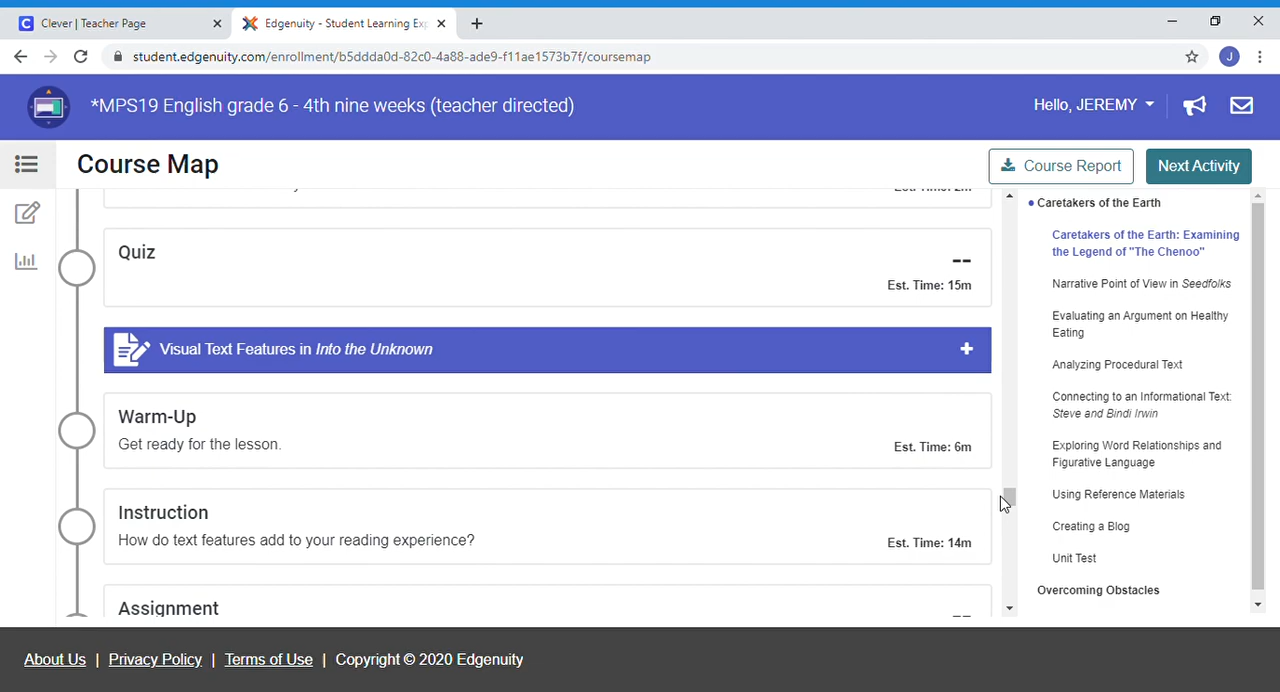 Clever | Teacher Page
Edgenuity - Student Learning Exp
student.edgenuity.com/enrollment/b5ddda0d-82c0-4a88-ade9-f11ae1573b7f/coursemap
J
*MPS19 English grade 6 - 4th nine weeks (teacher directed)
Hello, JEREMY
Course Map
Course Report
Next Activity
Quiz
--
Est. Time: 15m
Visual Text Features in Into the Unknown
+
Warm-Up
Get ready for the lesson.
Est. Time: 6m
Instruction
How do text features add to your reading experience?
Est. Time: 14m
Assignment
--
Caretakers of the Earth
Caretakers of the Earth: Examining
the Legend of "The Chenoo"
Narrative Point of View in Seedfolks
Evaluating an Argument on Healthy
Eating
Analyzing Procedural Text
Connecting to an Informational Text:
Steve and Bindi Irwin
Exploring Word Relationships and
Figurative Language
Using Reference Materials
Creating a Blog
Unit Test
Overcoming Obstacles
About Us | Privacy Policy | Terms of Use | Copyright © 2020 Edgenuity